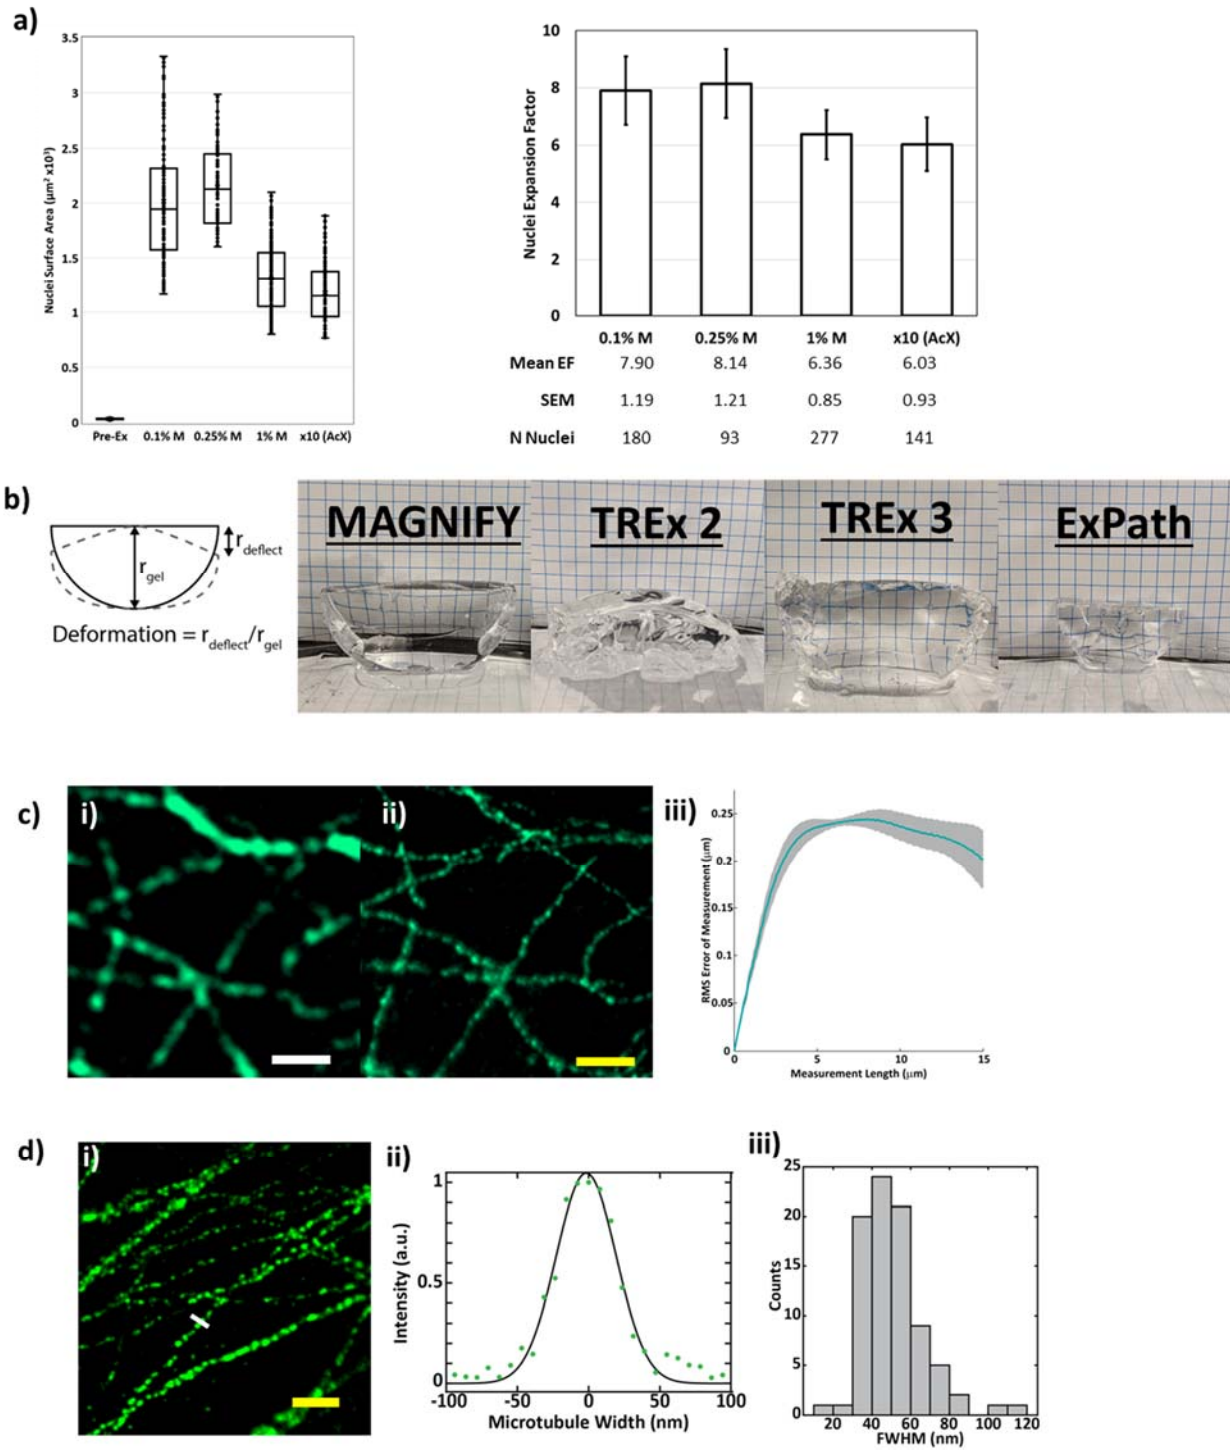 a)
3.5
3
2.5
2
1.5
1
0.5
0
Nuclei Surface Area (µm² x10³)
Pre-Ex 0.1% M 0.25% M 1% M x10 (AcX)
10
8
6
4
2
0
Nuclei Expansion Factor
0.1% M 0.25% M 1% M x10 (AcX)
Mean EF 7.90 8.14 6.36 6.03
SEM 1.19 1.21 0.85 0.93
N Nuclei 180 93 277 141
b)
r deflect
r gel
Deformation = r deflect/r gel
MAGNIFY TREx 2 TREx 3 ExPath
c)
i) ii) iii)
0.25
0.2
0.15
0.1
0.05
0
RMS Error of Measurement (µm)
0 5 10 15
Measurement Length (µm)
d)
i) ii) iii)
1
0.5
0
Intensity (a.u.)
-100 -50 0 50 100
Microtubule Width (nm)
25
20
15
10
5
0
Counts
20 40 60 80 100 120
FWHM (nm)